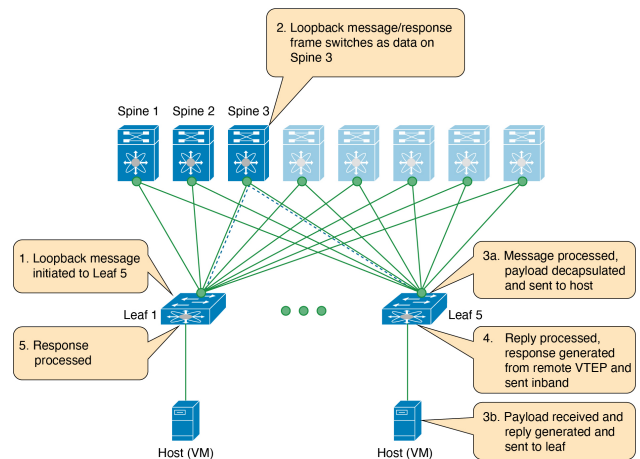 2. Loopback message/response
frame switches as data on
Spine 3
Spine 1
Spine 2
Spine 3
1. Loopback message
initiated to Leaf 5
3a. Message processed,
payload decapsulated
and sent to host
Leaf 1
Leaf 5
5. Response
processed
4. Reply processed,
response generated
from remote VTEP and
sent inband
3b. Payload received and
reply generated and
sent to leaf
Host (VM)
Host (VM)